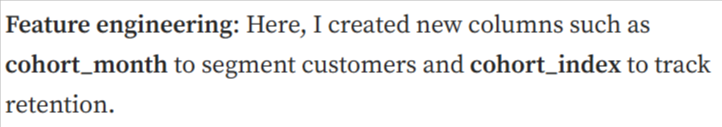 Feature engineering: Here, I created new columns such as
cohort_month to segment customers and cohort_index to track
retention.